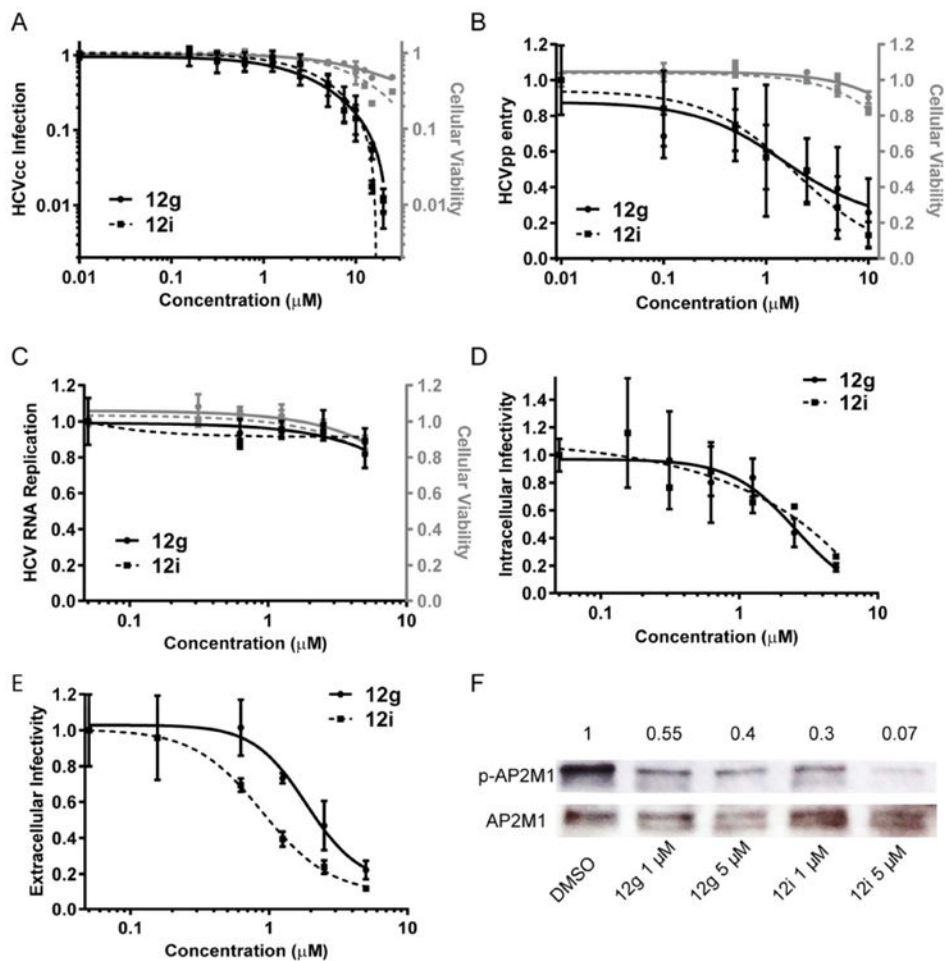 A
HCVcc Infection
1
0.1
0.01
12g
12i
0.01
0.1
1
10
Concentration (μM)
1
0.1
0.01
Cellular Viability
B
HCVpp entry
1.2
1.0
0.8
0.6
0.4
0.2
0.0
12g
12i
0.01
0.1
1
10
Concentration (μM)
1.2
1.0
0.8
0.6
0.4
0.2
0.0
Cellular Viability
C
HCV RNA Replication
1.2
1.0
0.8
0.6
0.4
0.2
0.0
12g
12i
0.1
1
10
Concentration (μM)
1.2
1.0
0.8
0.6
0.4
0.2
0.0
Cellular Viability
D
Intracellular Infectivity
1.6
1.4
1.2
1.0
0.8
0.6
0.4
0.2
0.0
12g
12i
0.1
1
10
Concentration (μM)
E
Extracellular Infectivity
1.2
1.0
0.8
0.6
0.4
0.2
0.0
12g
12i
0.1
1
10
Concentration (μM)
F
1 0.55 0.4 0.3 0.07
p-AP2M1
AP2M1
DMSO
12g 1 μM
12g 5 μM
12i 1 μM
12i 5 μM